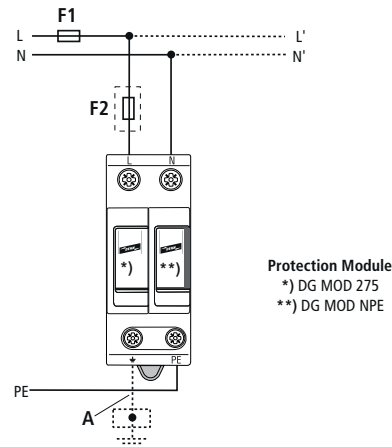 F1
L
L'
N
N'
F2
L N
*) **)
Protection Module
*) DG MOD 275
**) DG MOD NPE
PE
PE
A